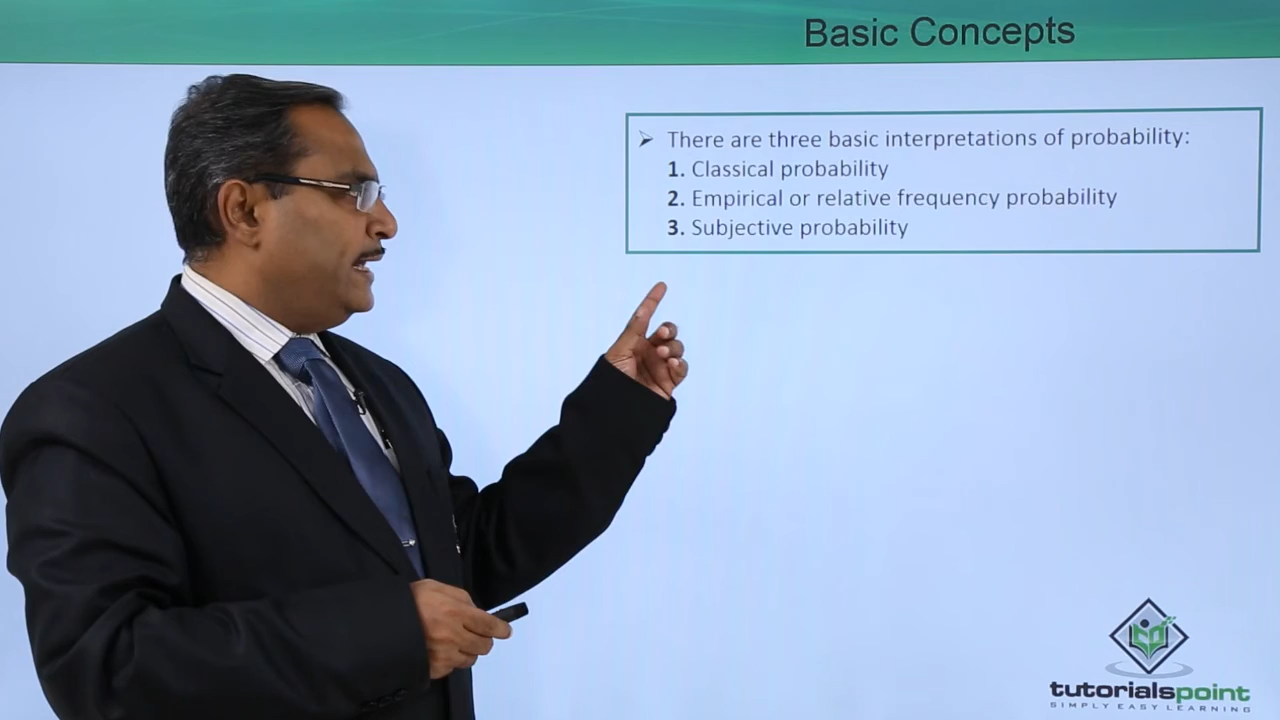 Basic Concepts
➢ There are three basic interpretations of probability:
1. Classical probability
2. Empirical or relative frequency probability
3. Subjective probability
tutorialspoint
SIMPLY EASY LEARNING